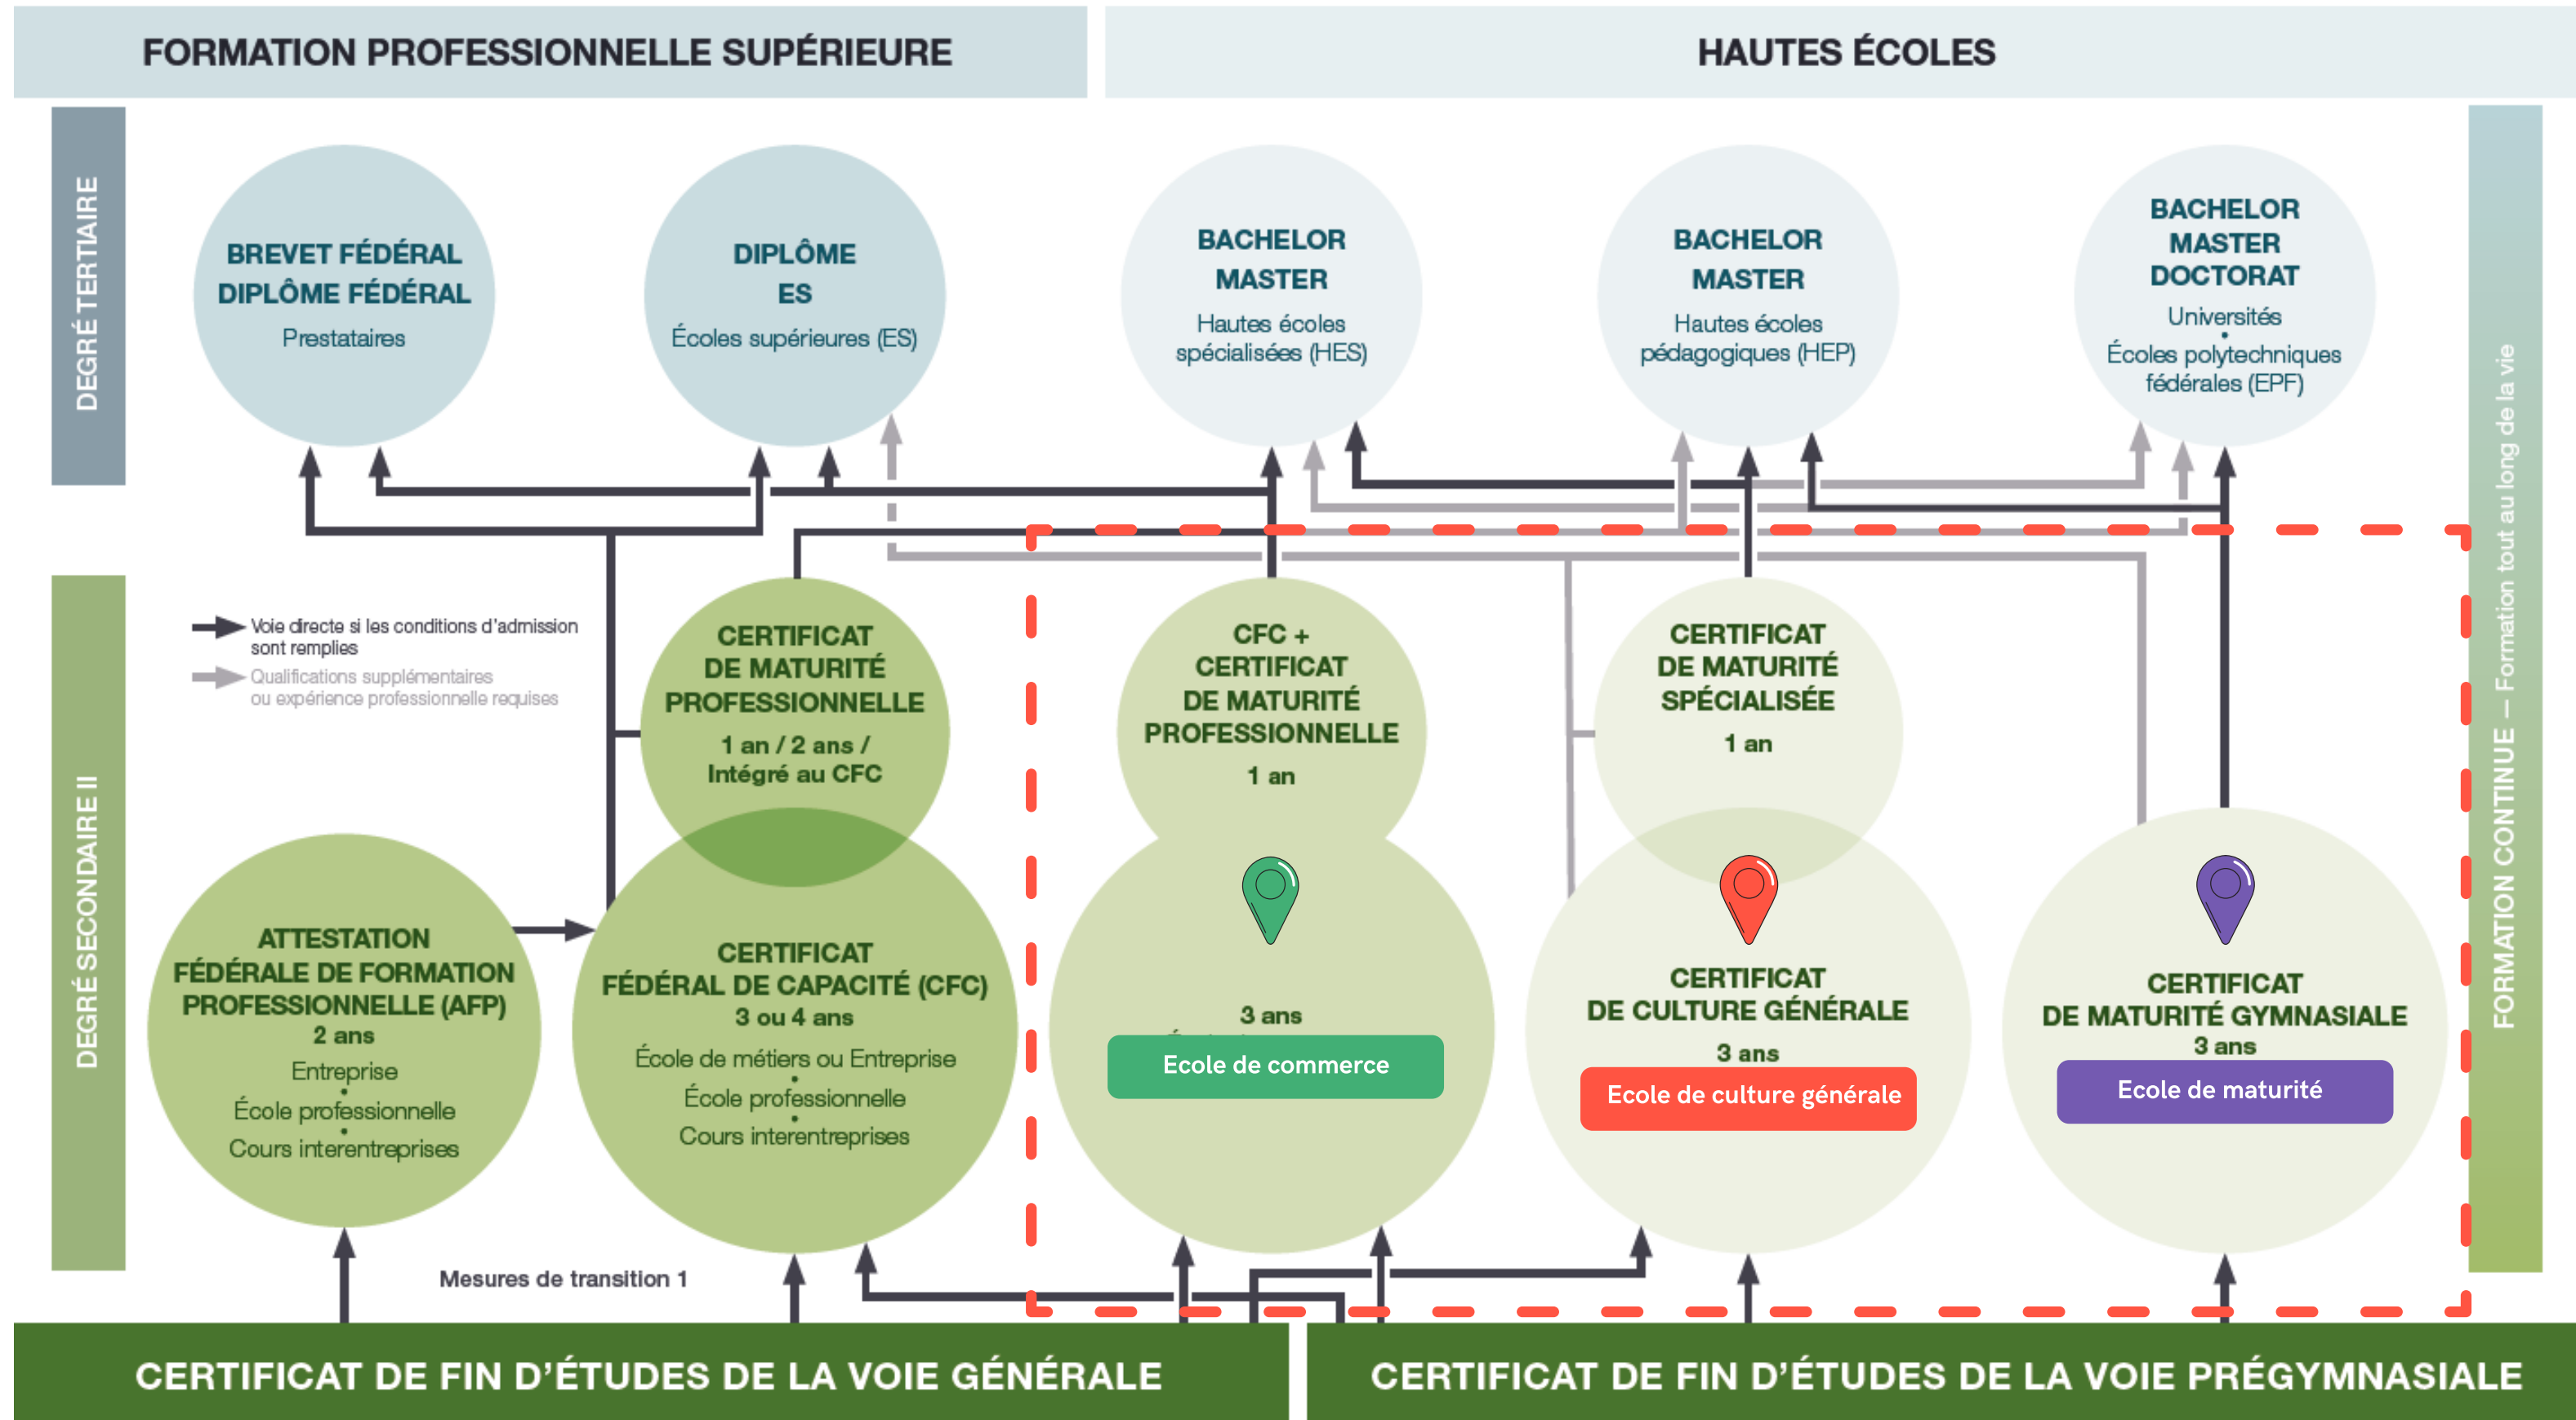 FORMATION PROFESSIONNELLE SUPÉRIEURE
HAUTES ÉCOLES
DEGRÉ TERTIAIRE
BREVET FÉDÉRAL
DIPLÔME FÉDÉRAL
Prestataires
DIPLÔME
ES
Écoles supérieures (ES)
BACHELOR
MASTER
Hautes écoles
spécialisées (HES)
BACHELOR
MASTER
Hautes écoles
pédagogiques (HEP)
BACHELOR
MASTER
DOCTORAT
Universités
•
Écoles polytechniques
fédérales (EPF)
FORMATION CONTINUE – Formation tout au long de la vie
DEGRÉ SECONDAIRE II
Voie directe si les conditions d'admission
sont remplies
Qualifications supplémentaires
ou expérience professionnelle requises
CERTIFICAT
DE MATURITÉ
PROFESSIONNELLE
1 an / 2 ans /
Intégré au CFC
CFC +
CERTIFICAT
DE MATURITÉ
PROFESSIONNELLE
1 an
CERTIFICAT
DE MATURITÉ
SPÉCIALISÉE
1 an
ATTESTATION
FÉDÉRALE DE FORMATION
PROFESSIONNELLE (AFP)
2 ans
Entreprise
•
École professionnelle
•
Cours interentreprises
CERTIFICAT
FÉDÉRAL DE CAPACITÉ (CFC)
3 ou 4 ans
École de métiers ou Entreprise
•
École professionnelle
•
Cours interentreprises
3 ans
Ecole de commerce
CERTIFICAT
DE CULTURE GÉNÉRALE
3 ans
Ecole de culture générale
CERTIFICAT
DE MATURITÉ GYMNASIALE
3 ans
Ecole de maturité
Mesures de transition 1
CERTIFICAT DE FIN D'ÉTUDES DE LA VOIE GÉNÉRALE
CERTIFICAT DE FIN D'ÉTUDES DE LA VOIE PRÉGYMNASIALE